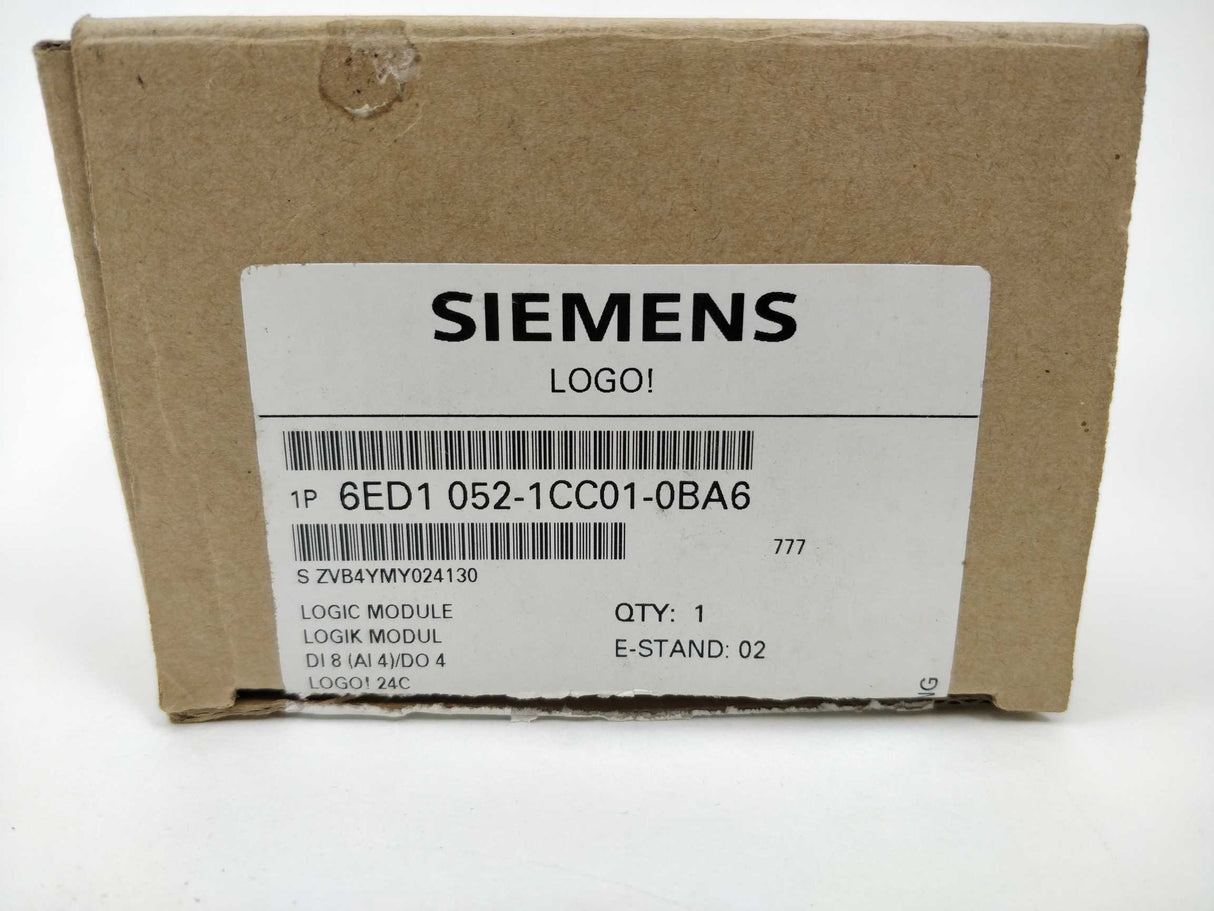 SIEMENS
LOGO!
1P 6ED1 052-1CC01-0BA6
777
S ZVB4YMY024130
LOGIC MODULE
LOGIK MODUL
DI 8 (AI 4)/DO 4
LOGO! 24C
QTY: 1
E-STAND: 02